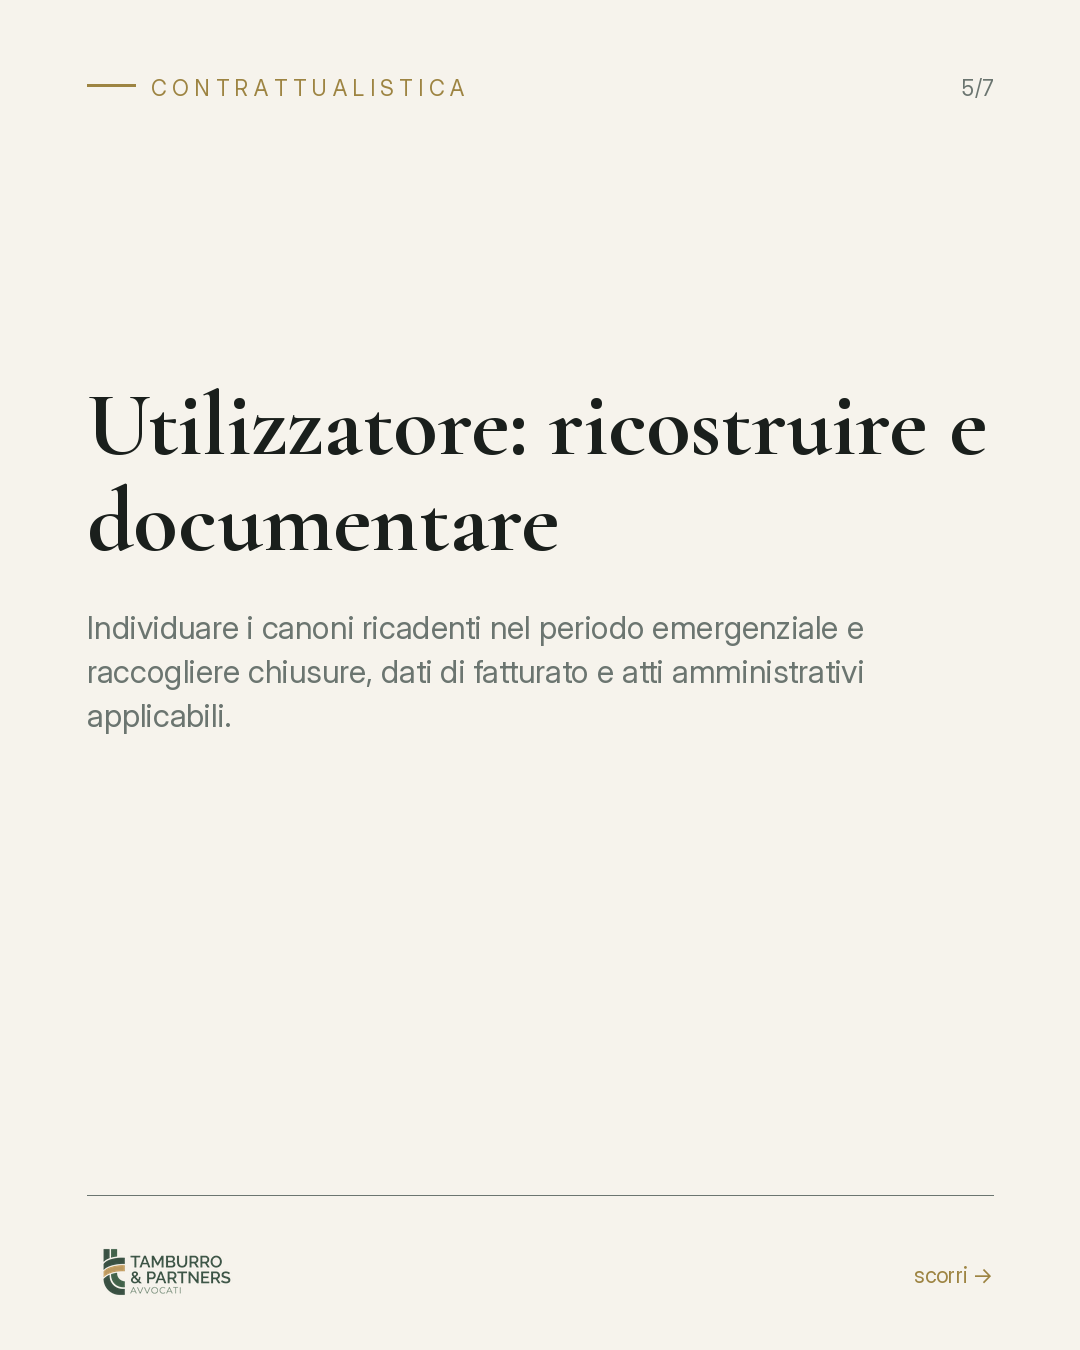 CONTRATTUALISTICA
5/7
Utilizzatore: ricostruire e
documentare
Individuare i canoni ricadenti nel periodo emergenziale e
raccogliere chiusure, dati di fatturato e atti amministrativi
applicabili.
TAMBURRO
& PARTNERS
AVVOCATI
scorri →